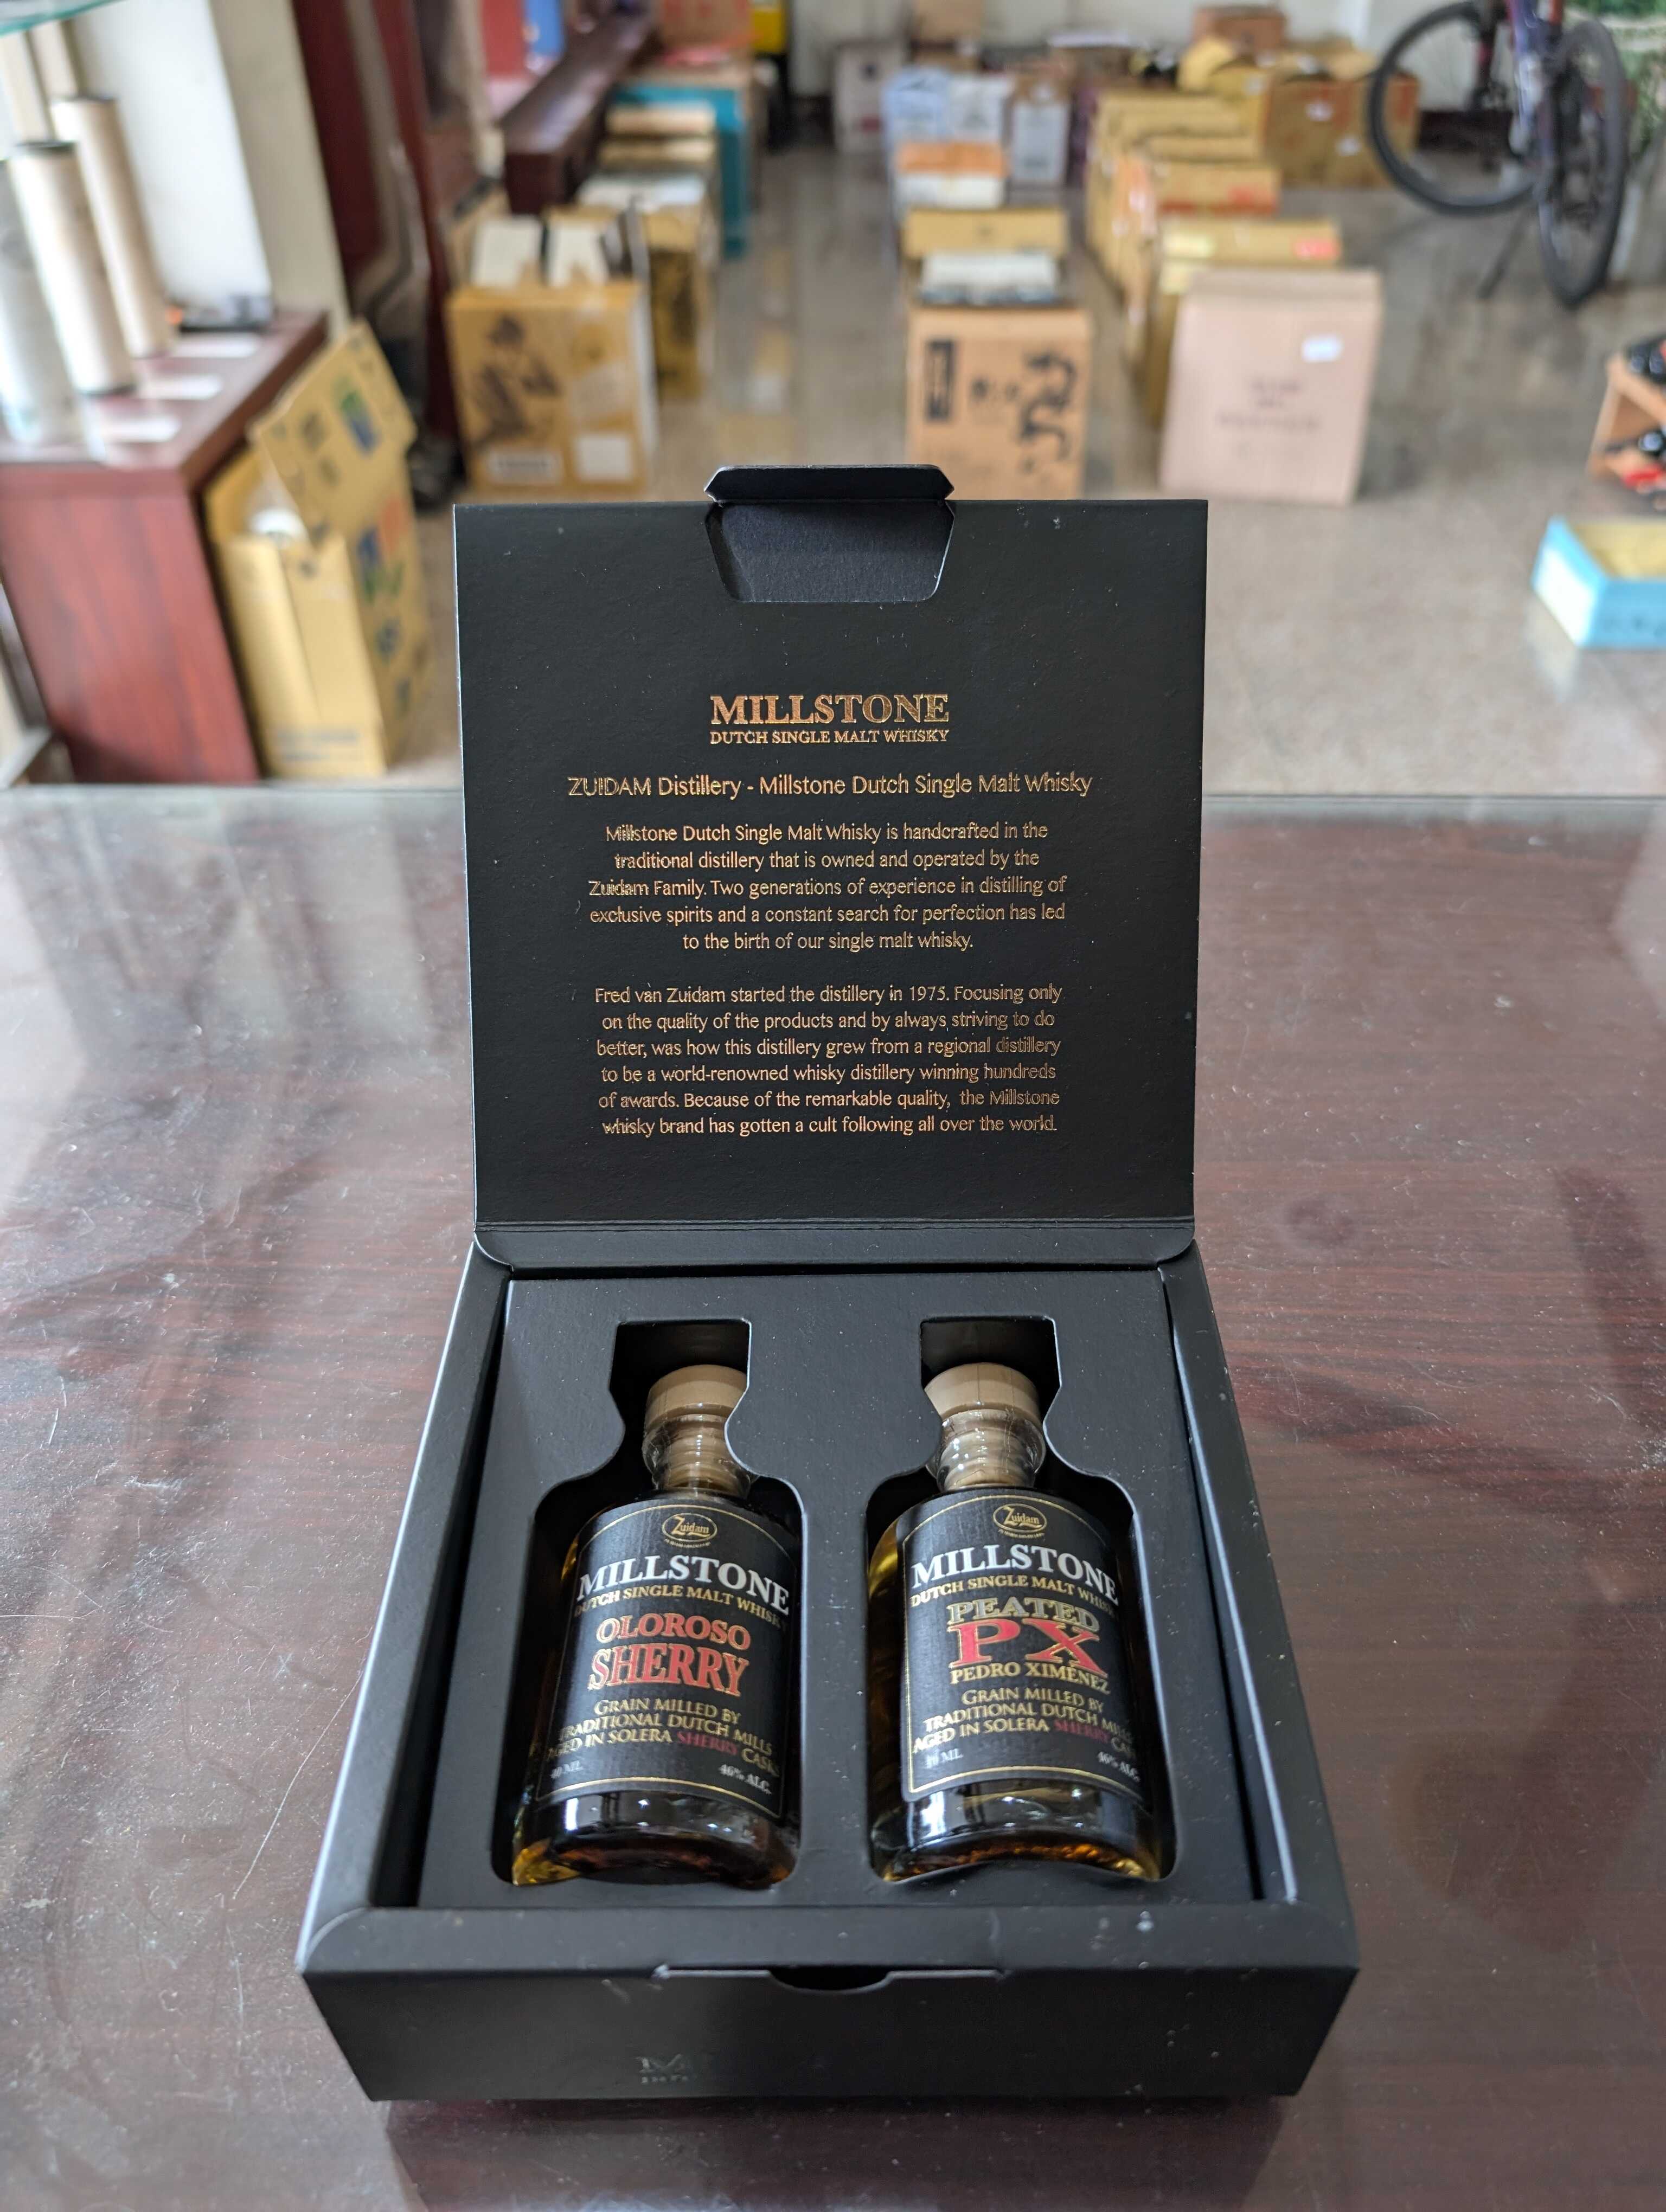 MILLSTONE
DUTCH SINGLE MALT WHISKY
ZUIDAM Distillery - Millstone Dutch Single Malt Whisky
Millstone Dutch Single Malt Whisky is handcrafted in the
traditional distillery that is owned and operated by the
Zuidam Family. Two generations of experience in distilling of
exclusive spirits and a constant search for perfection has led
to the birth of our single malt whisky.
Fred van Zuidam started the distillery in 1975. Focusing only
on the quality of the products and by always striving to do
better, was how this distillery grew from a regional distillery
to be a world-renowned whisky distillery winning hundreds
of awards. Because of the remarkable quality, the Millstone
whisky brand has gotten a cult following all over the world.
Zuidam
MILLSTONE
DUTCH SINGLE MALT WHISKY
OLOROSO
SHERRY
GRAIN MILLED BY
TRADITIONAL DUTCH MILLS
AGED IN SOLERA SHERRY CASKS
ML
46% ALC.
Zuidam
MILLSTONE
DUTCH SINGLE MALT WHIS
PEATED
PX
PEDRO XIMÉNEZ
GRAIN MILLED BY
TRADITIONAL DUTCH MILLS
AGED IN SOLERA SHERRY CAS
ML
46% ALC.